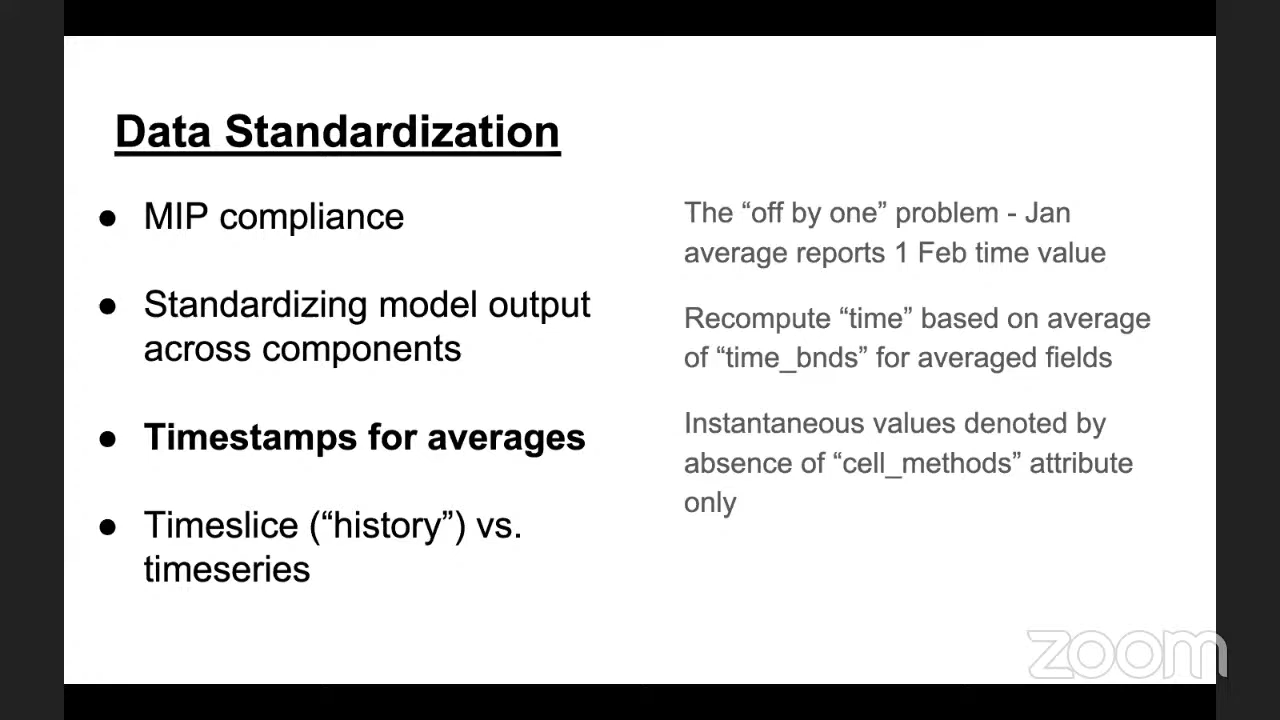 Data Standardization
● MIP compliance
● Standardizing model output
across components
● Timestamps for averages
● Timeslice (“history”) vs.
timeseries
The “off by one” problem - Jan
average reports 1 Feb time value
Recompute “time” based on average
of “time_bnds” for averaged fields
Instantaneous values denoted by
absence of “cell_methods” attribute
only
zoom